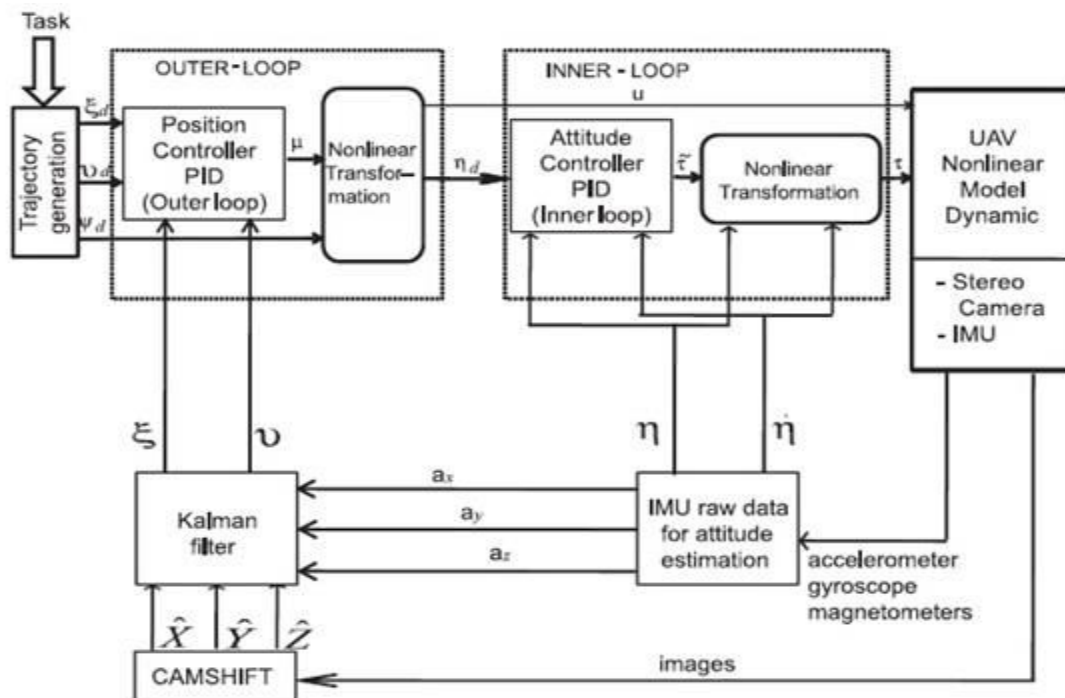 Task
OUTER-LOOP
INNER-LOOP
u
Trajectory
generation
ξd
υd
ψd
Position
Controller
PID
(Outer loop)
μ
Nonlinear
Transfor-
mation
ηd
Attitude
Controller
PID
(Inner loop)
τ̃
Nonlinear
Transformation
τ
UAV
Nonlinear
Model
Dynamic
- Stereo
Camera
- IMU
ξ
υ
η
η̇
Kalman
filter
ax
ay
az
IMU raw data
for attitude
estimation
accelerometer
gyroscope
magnetometers
X̂
Ŷ
Ẑ
CAMSHIFT
images